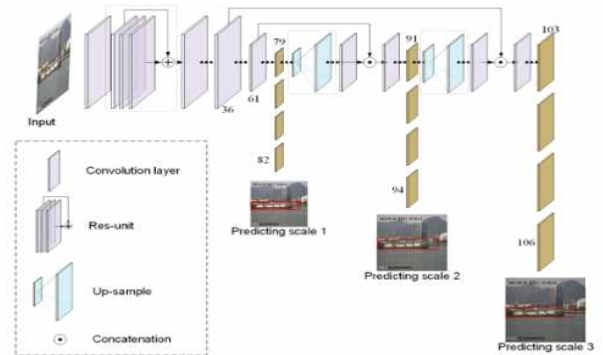 79
91
103
61
36
Input
82
94
106
Convolution layer
Res-unit
Up-sample
Concatenation
Predicting scale 1
Predicting scale 2
Predicting scale 3